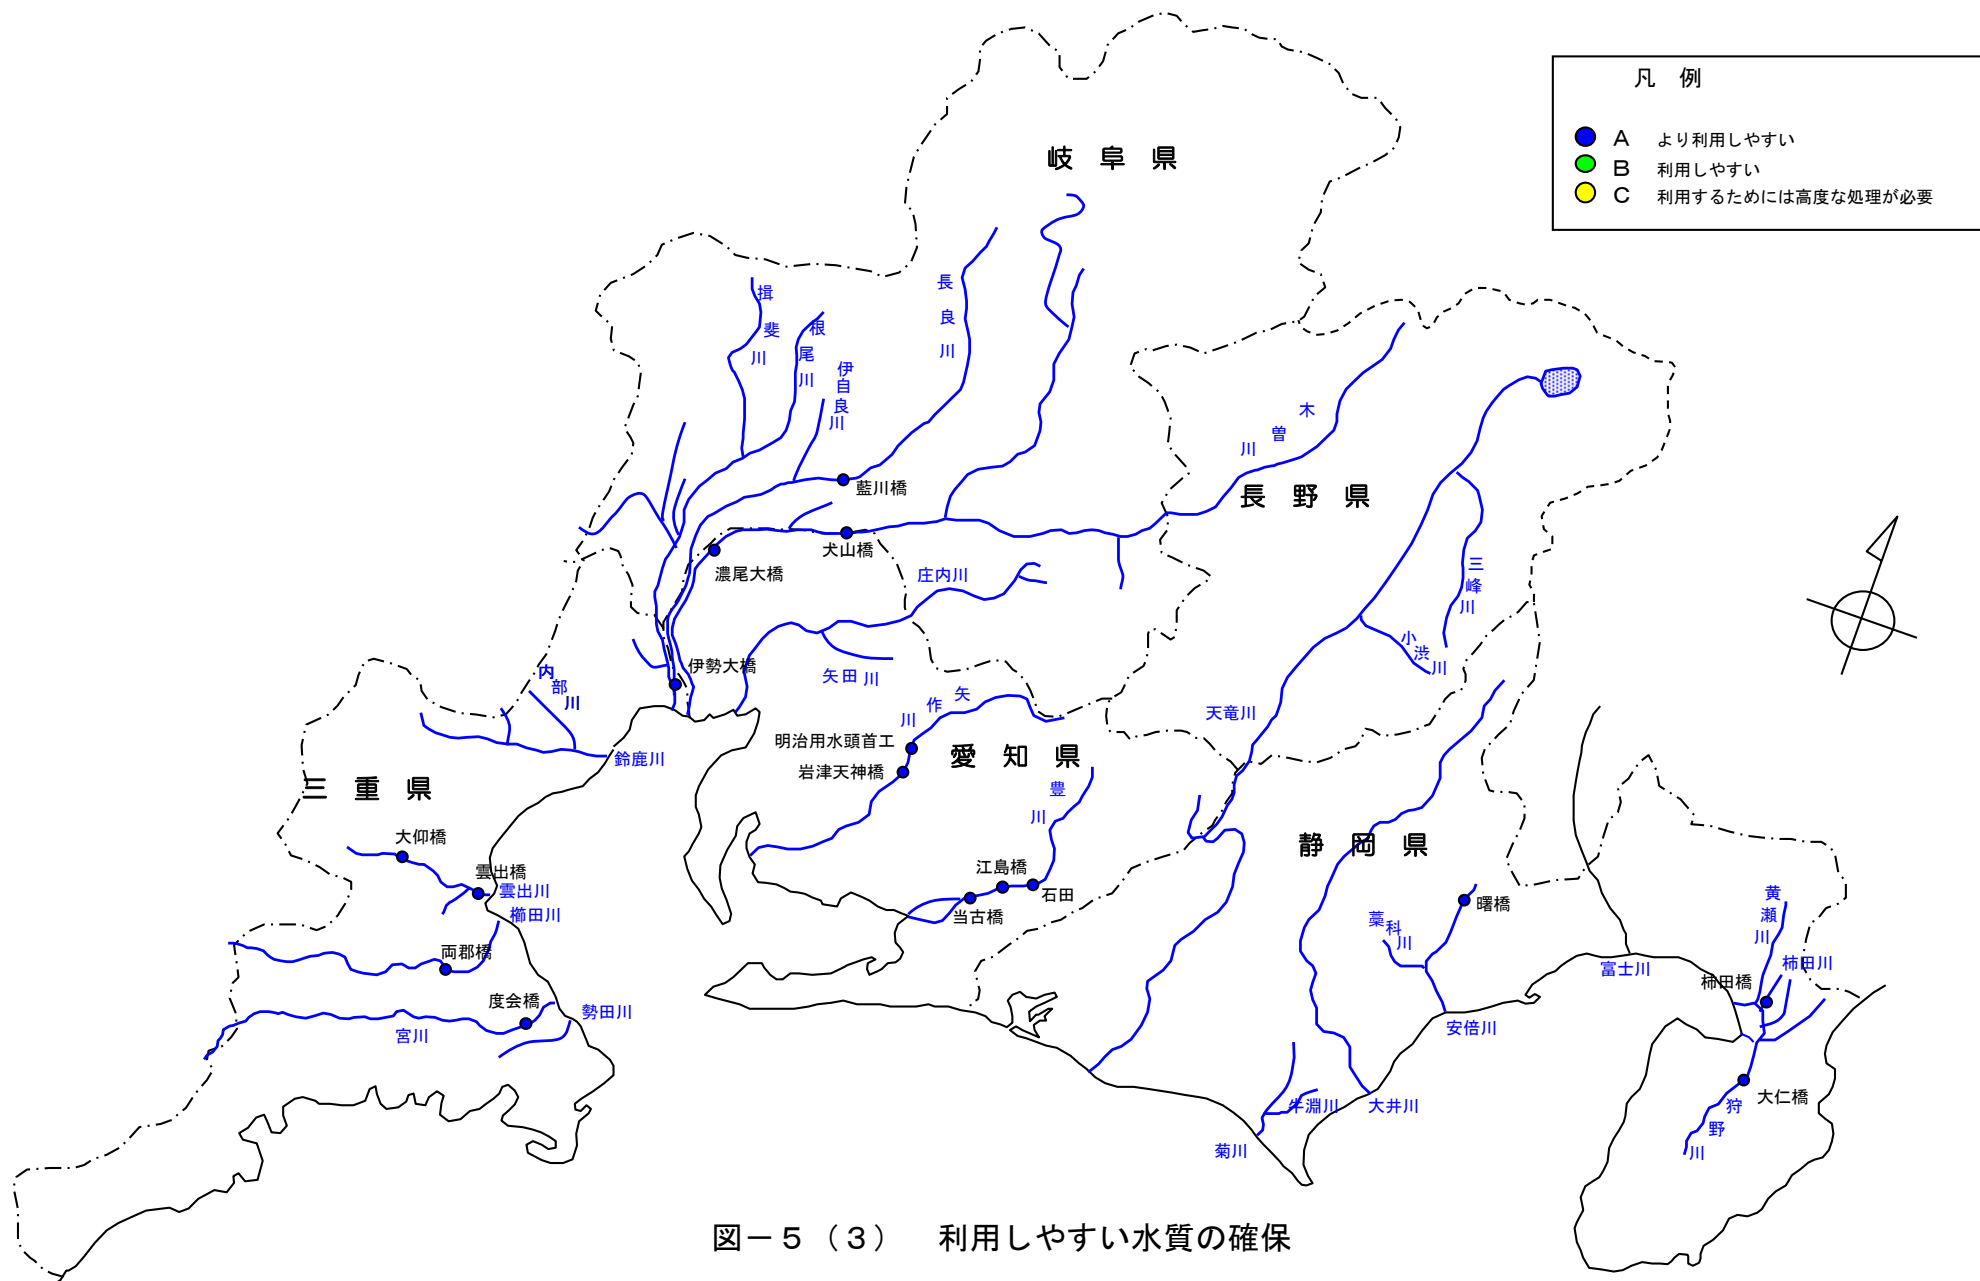 凡　例
A　より利用しやすい
B　利用しやすい
C　利用するためには高度な処理が必要
岐　阜　県
長良川
揖斐川
根尾川
伊自良川
藍川橋
犬山橋
濃尾大橋
木曽川
長　野　県
三峰川
小渋川
天竜川
庄内川
矢田川
伊勢大橋
内部川
鈴鹿川
矢作川
明治用水頭首工
岩津天神橋
愛　知　県
豊川
江島橋
石田
当古橋
三　重　県
大仰橋
雲出橋
雲出川
櫛田川
両郡橋
度会橋
勢田川
宮川
静　岡　県
曙橋
藁科川
安倍川
富士川
黄瀬川
柿田橋
柿田川
大仁橋
狩野川
牛淵川
大井川
菊川
図－５（３）　利用しやすい水質の確保